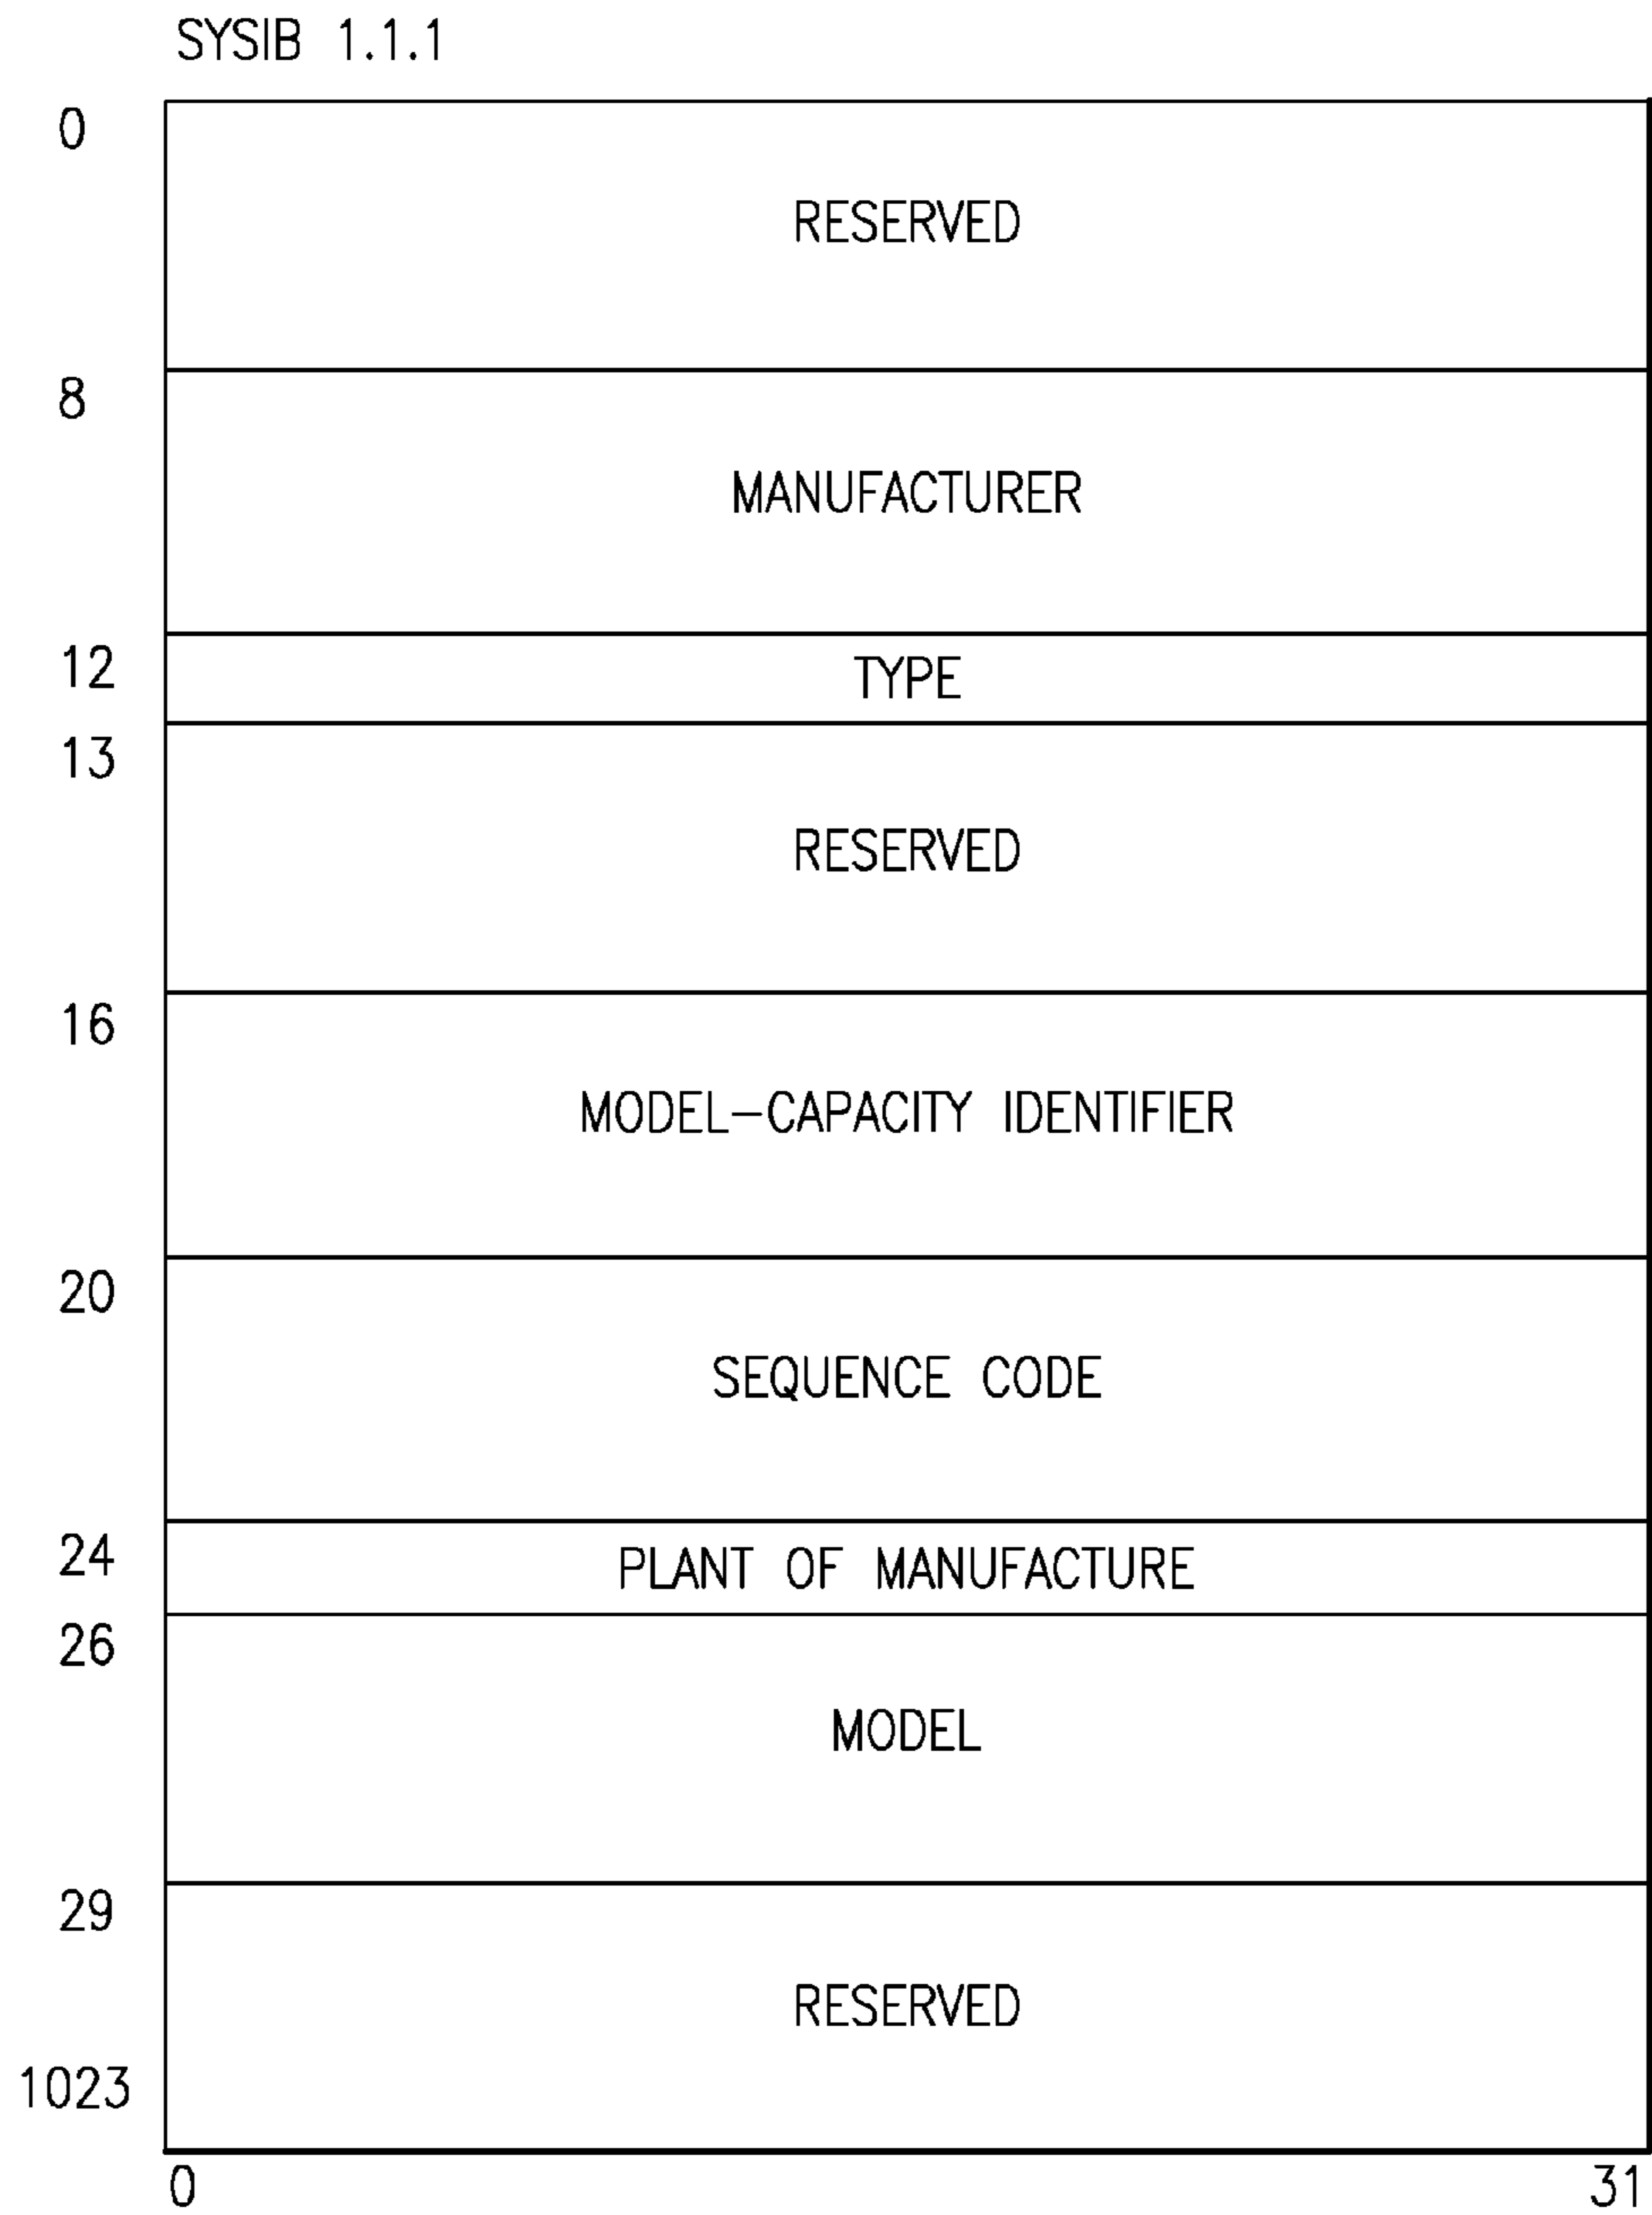 SYSIB 1.1.1
0
RESERVED
8
MANUFACTURER
12
TYPE
13
RESERVED
16
MODEL-CAPACITY IDENTIFIER
20
SEQUENCE CODE
24
PLANT OF MANUFACTURE
26
MODEL
29
RESERVED
1023
0 31